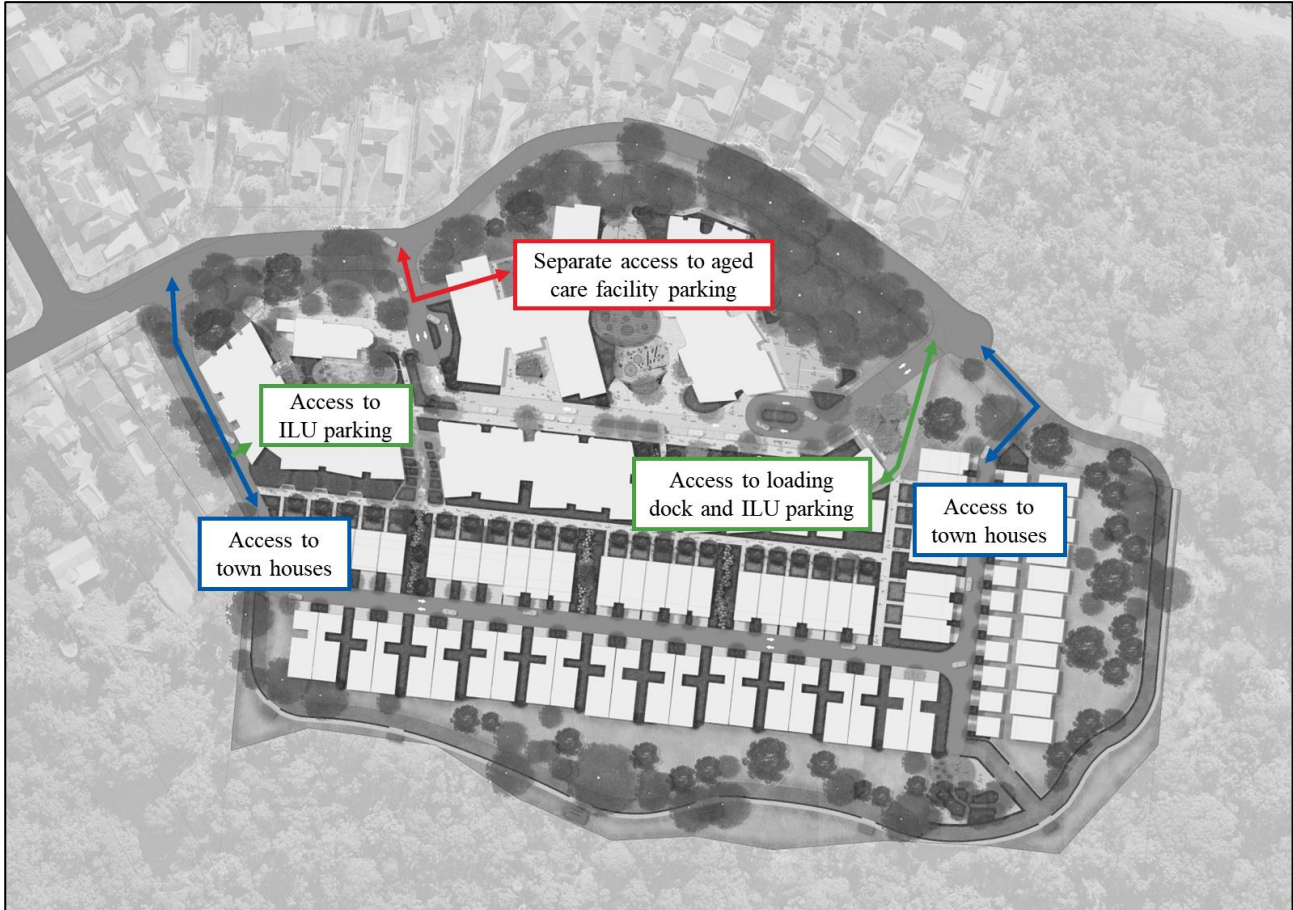 Separate access to aged
care facility parking
Access to
ILU parking
Access to loading
dock and ILU parking
Access to
town houses
Access to
town houses